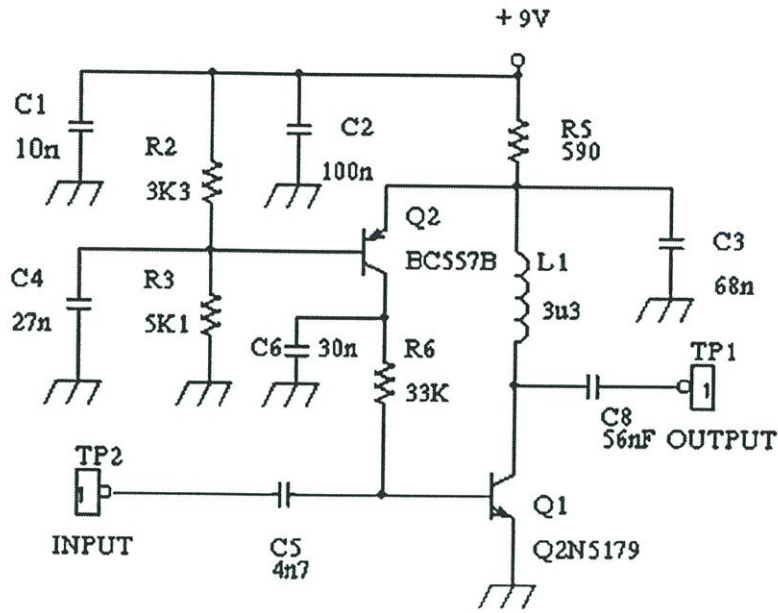 + 9V
C1
10n
R2
3K3
C2
100n
R5
590
Q2
BC557B
L1
3u3
C3
68n
C4
27n
R3
5K1
C6
30n
R6
33K
TP1
1
C8
56nF
OUTPUT
TP2
1
INPUT
C5
4n7
Q1
Q2N5179